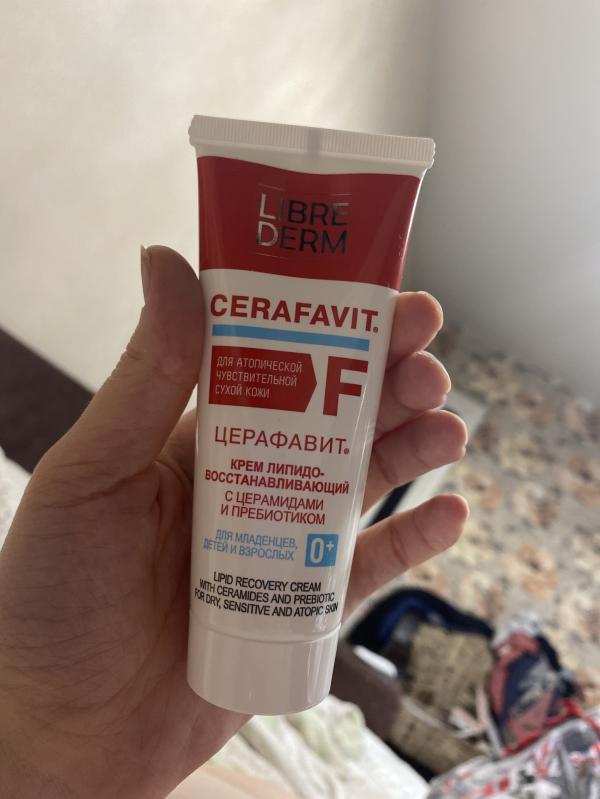 LIBRE
DERM
CERAFAVIT®
ДЛЯ АТОПИЧЕСКОЙ
ЧУВСТВИТЕЛЬНОЙ
СУХОЙ КОЖИ
F
ЦЕРАФАВИТ®
КРЕМ ЛИПИДО-
ВОССТАНАВЛИВАЮЩИЙ
С ЦЕРАМИДАМИ
И ПРЕБИОТИКОМ
ДЛЯ МЛАДЕНЦЕВ,
ДЕТЕЙ И ВЗРОСЛЫХ
0+
LIPID RECOVERY CREAM
WITH CERAMIDES AND PREBIOTIC
FOR DRY, SENSITIVE AND ATOPIC SKIN